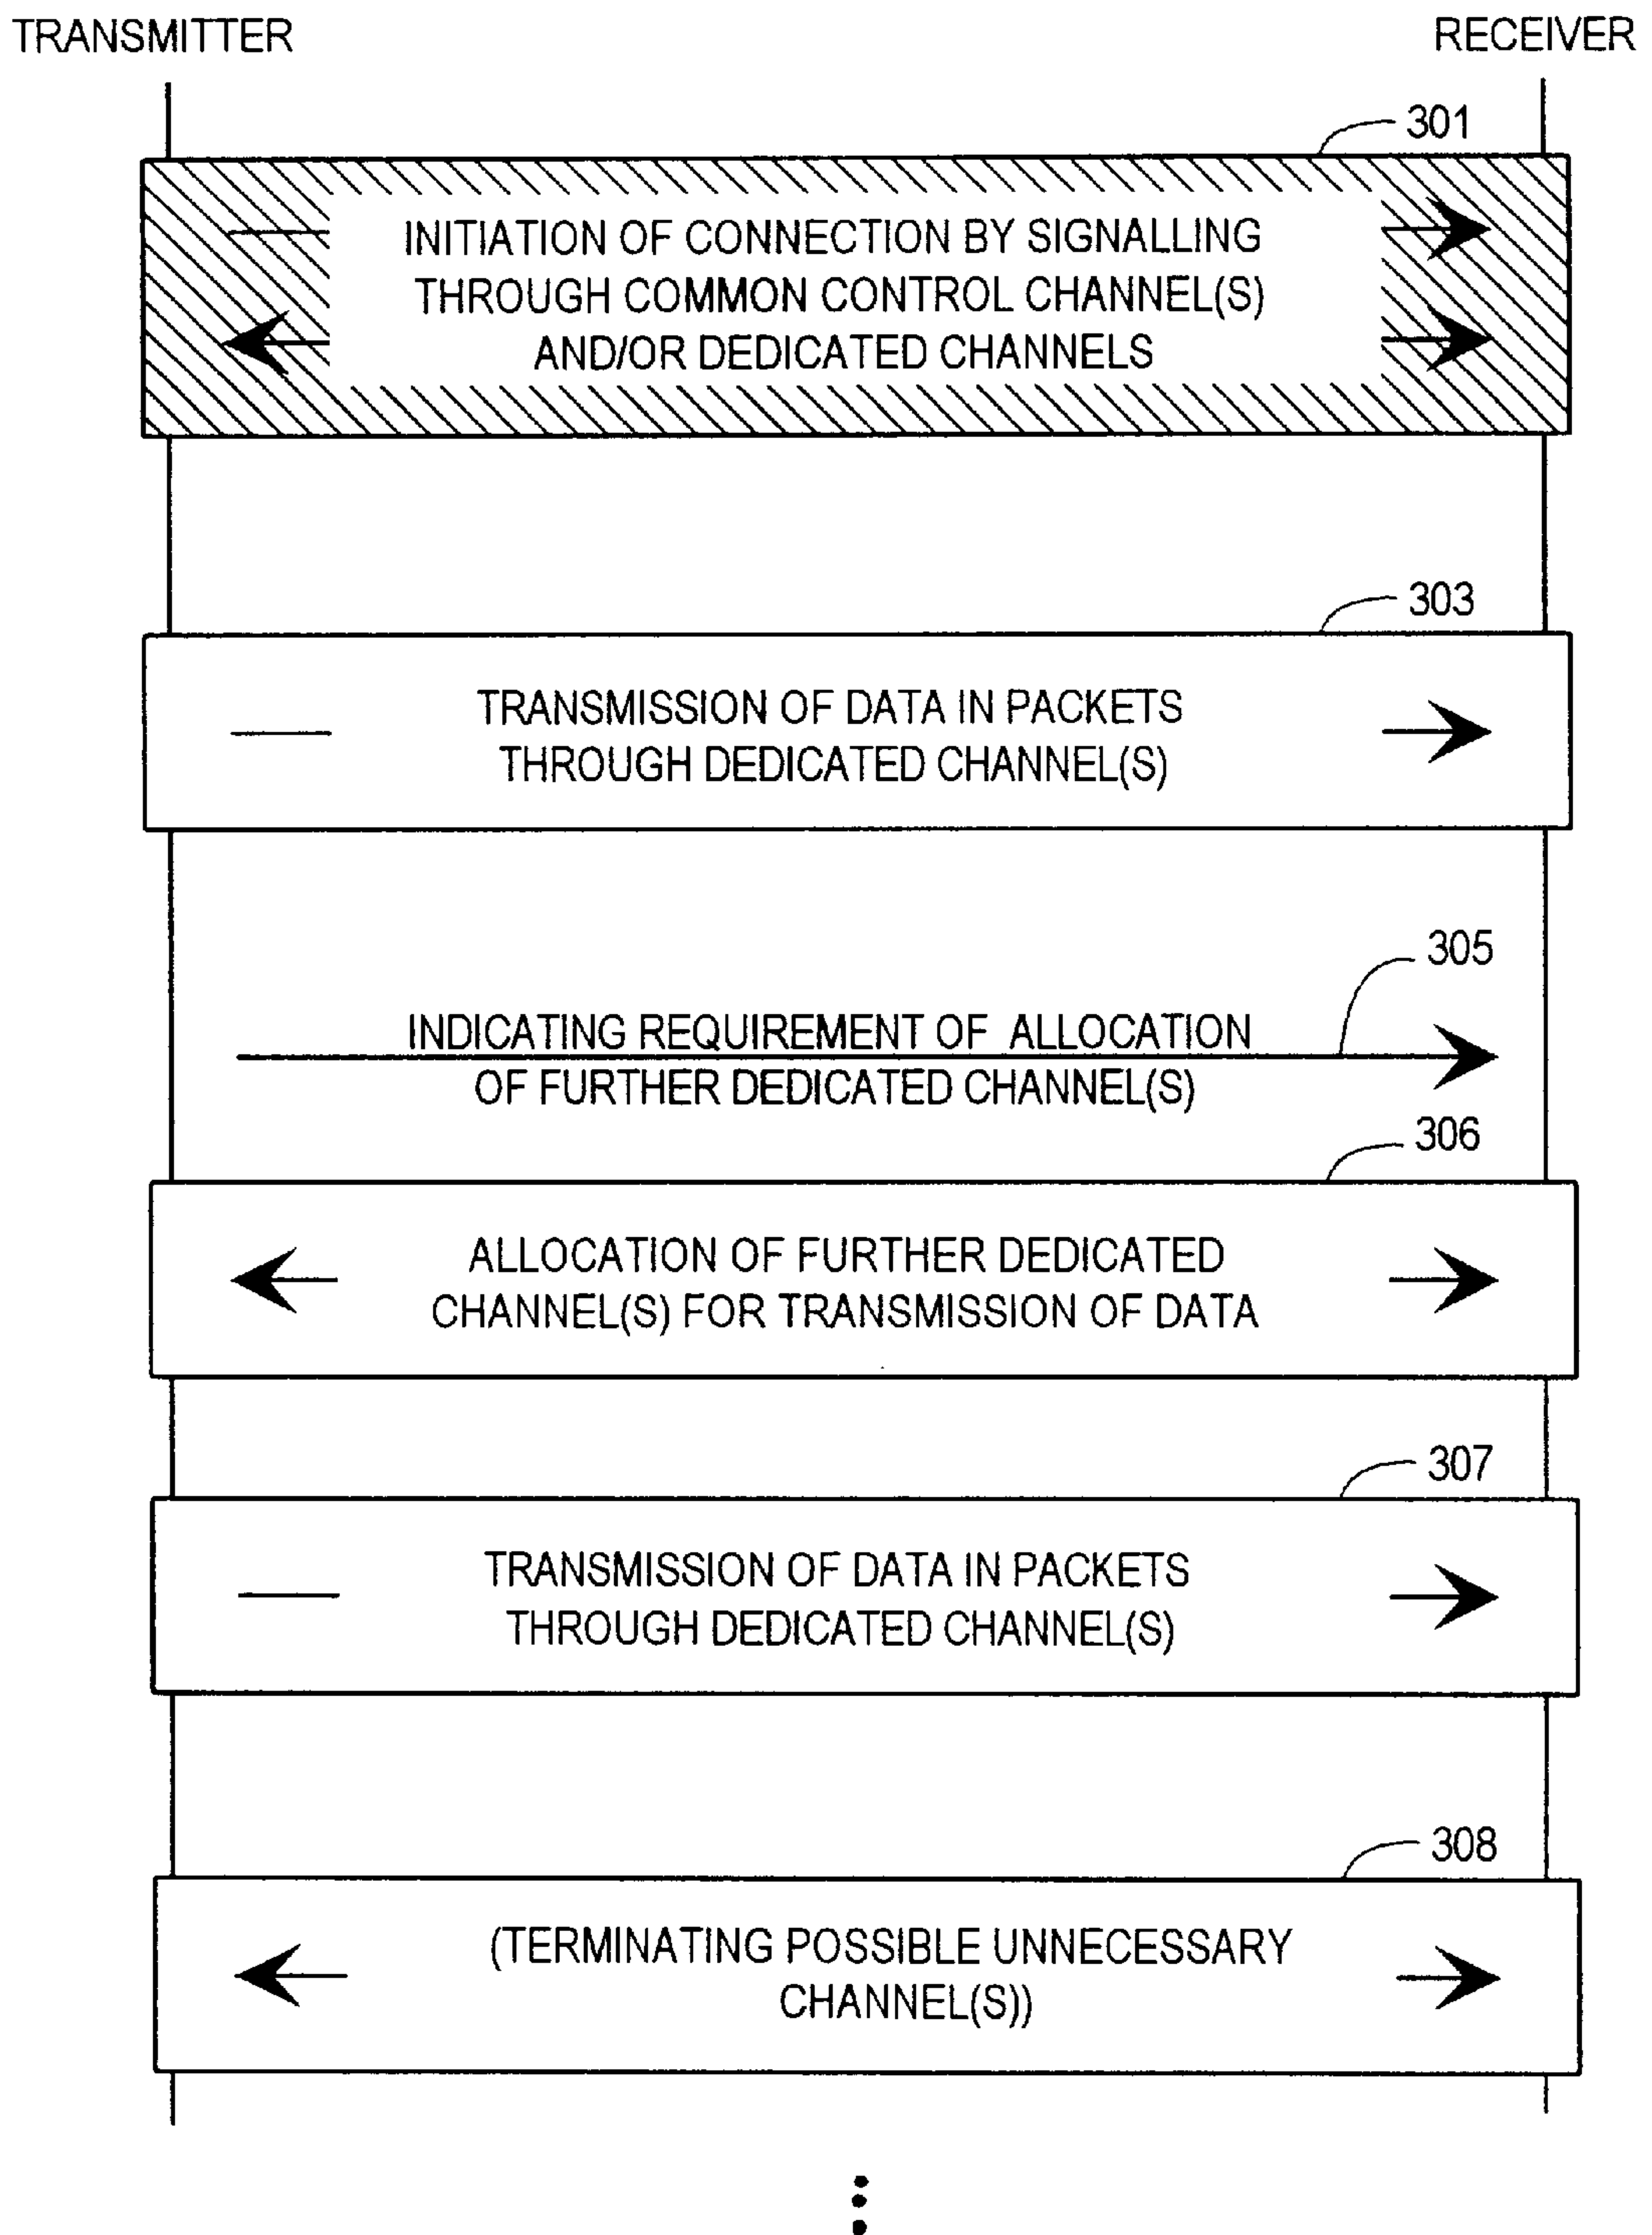 TRANSMITTER
RECEIVER
301
INITIATION OF CONNECTION BY SIGNALLING
THROUGH COMMON CONTROL CHANNEL(S)
AND/OR DEDICATED CHANNELS
303
TRANSMISSION OF DATA IN PACKETS
THROUGH DEDICATED CHANNEL(S)
305
INDICATING REQUIREMENT OF ALLOCATION
OF FURTHER DEDICATED CHANNEL(S)
306
ALLOCATION OF FURTHER DEDICATED
CHANNEL(S) FOR TRANSMISSION OF DATA
307
TRANSMISSION OF DATA IN PACKETS
THROUGH DEDICATED CHANNEL(S)
308
(TERMINATING POSSIBLE UNNECESSARY
CHANNEL(S))